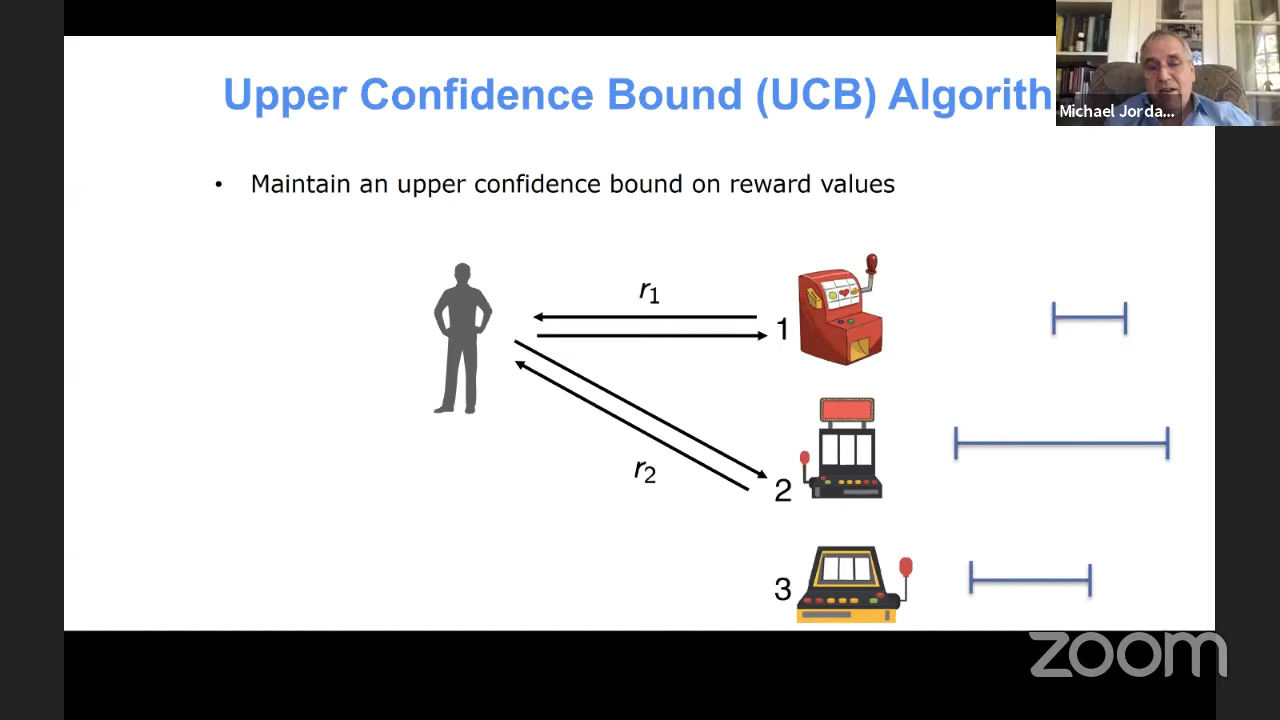 Upper Confidence Bound (UCB) Algorith
Michael Jorda...
• Maintain an upper confidence bound on reward values
r1
1
r2
2
3
zoom